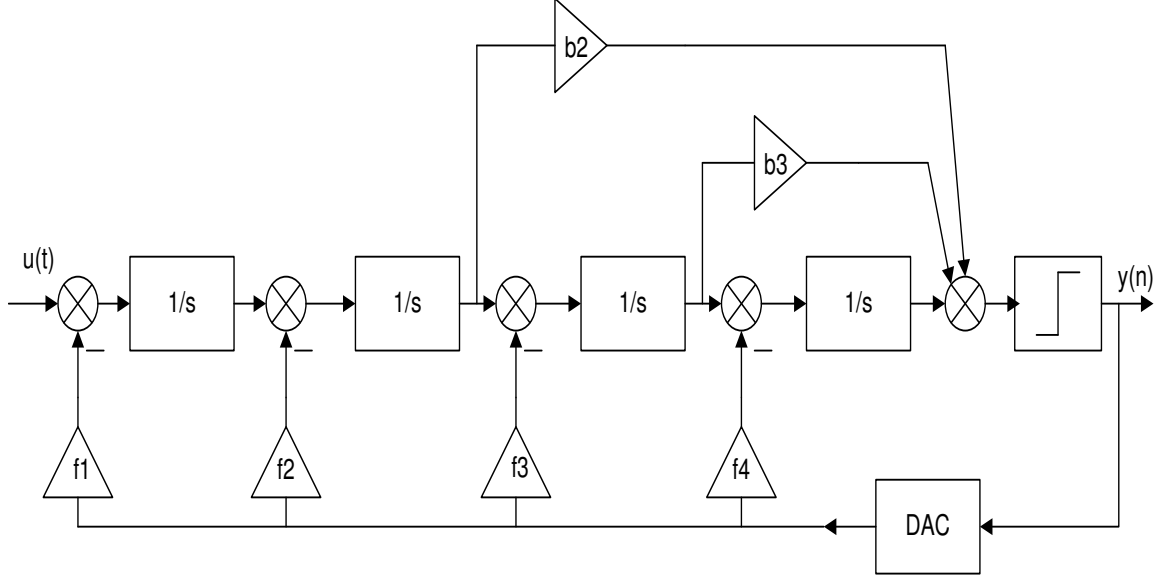 b2
b3
u(t)
1/s
1/s
1/s
1/s
y(n)
f1
f2
f3
f4
DAC